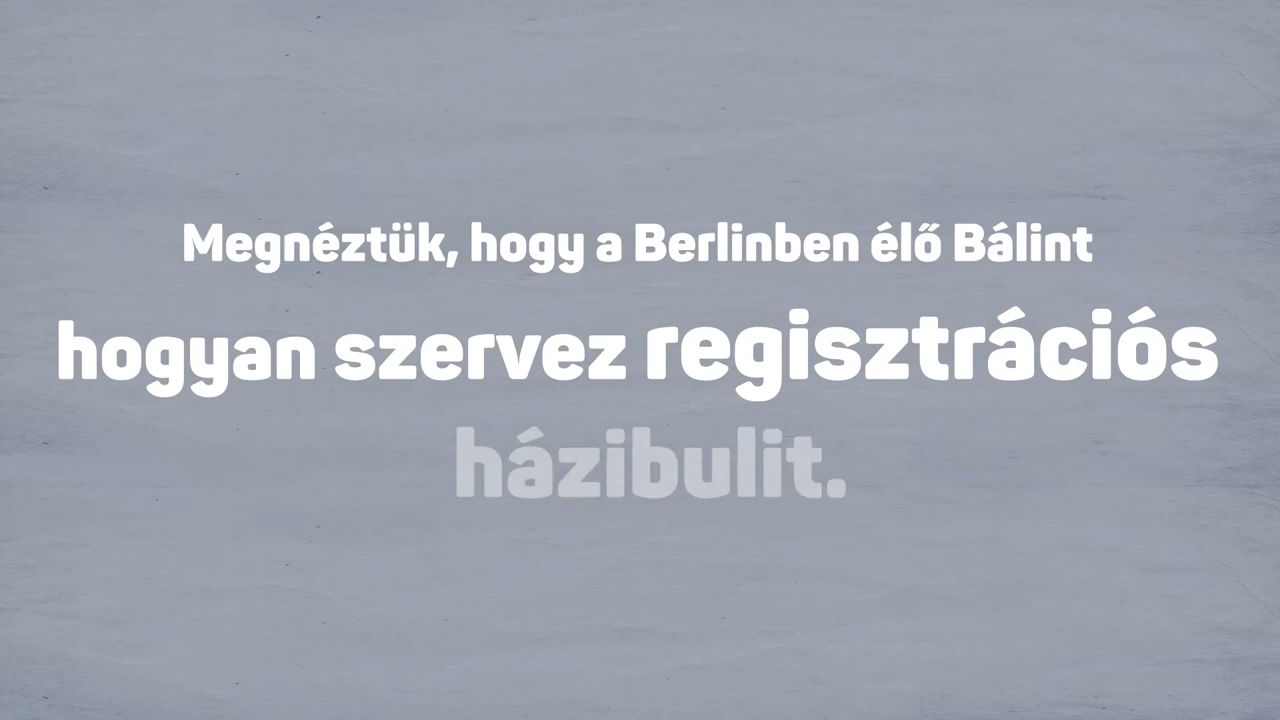 Megnéztük, hogy a Berlinben élő Bálint
hogyan szervez regisztrációs
házibulit.